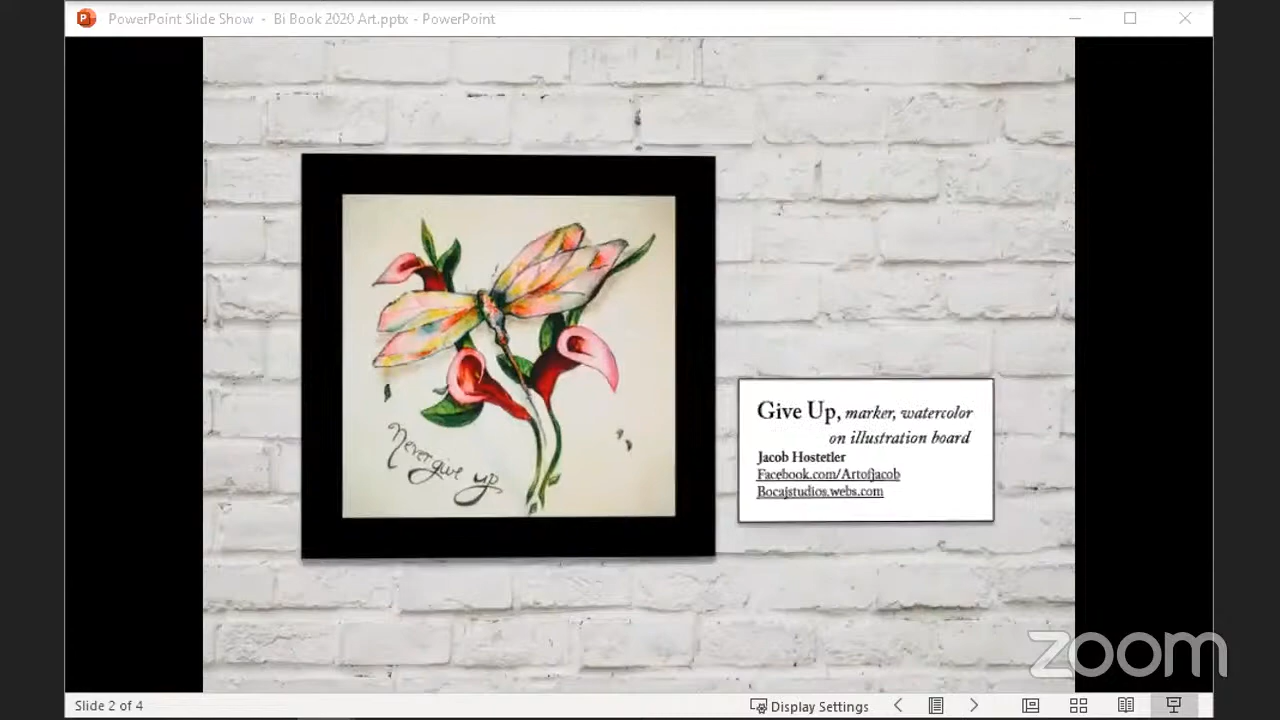 PowerPoint Slide Show - Bi Book 2020 Art.pptx - PowerPoint
Never give up
Give Up, marker, watercolor
on illustration board
Jacob Hostetler
Facebook.com/Artofjacob
Bocajstudios.webs.com
zoom
Slide 2 of 4
Display Settings